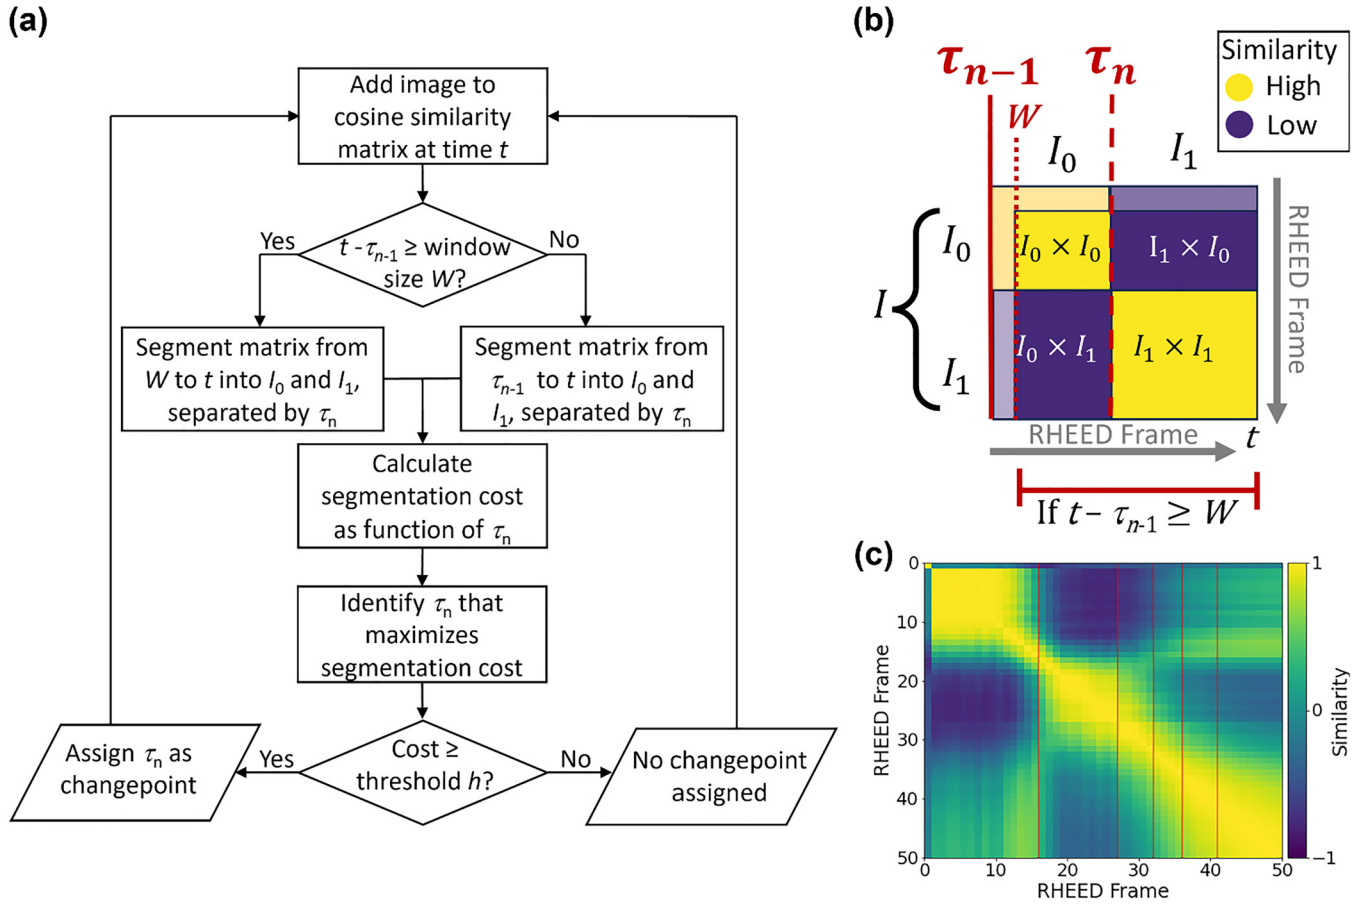 (a)
Add image to
cosine similarity
matrix at time t
Yes
t - τn-1 ≥ window
size W?
No
Segment matrix from
W to t into I0 and I1,
separated by τn
Segment matrix from
τn-1 to t into I0 and
I1, separated by τn
Calculate
segmentation cost
as function of τn
Identify τn that
maximizes
segmentation cost
Assign τn as
changepoint
Yes
Cost ≥
threshold h?
No
No changepoint
assigned
(b)
τn-1
τn
W
I0
I1
Similarity
High
Low
I
I0
I1
I0 × I0
I1 × I0
I0 × I1
I1 × I1
RHEED Frame
RHEED Frame
t
If t – τn-1 ≥ W
(c)
0
10
20
30
40
50
RHEED Frame
0
10
20
30
40
50
RHEED Frame
1
0
−1
Similarity